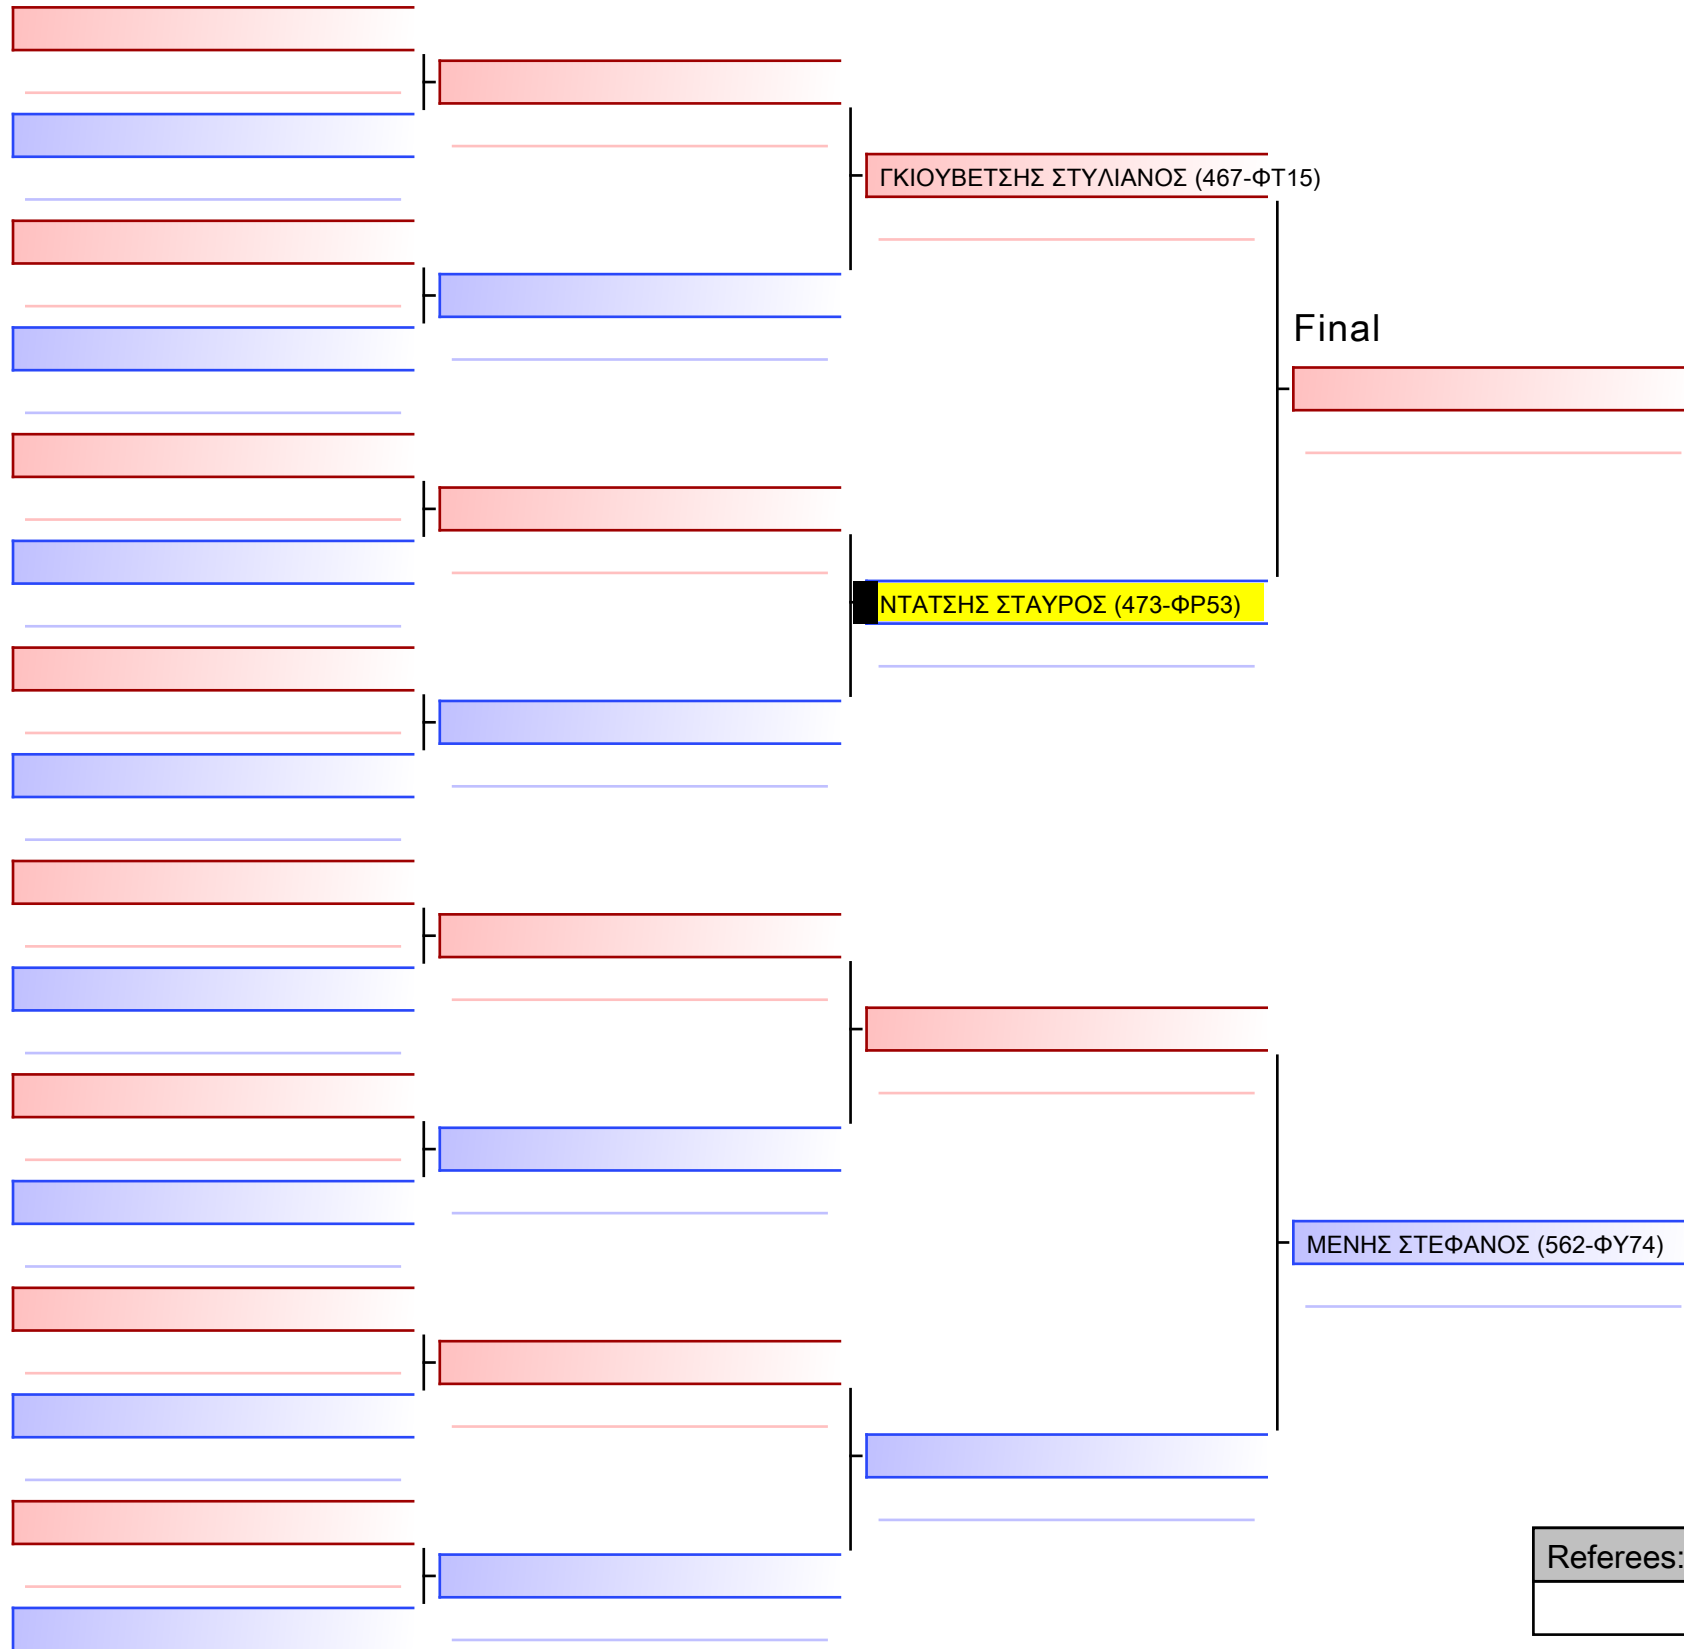 ΓΚΙΟΥΒΕΤΣΗΣ ΣΤΥΛΙΑΝΟΣ (467-ΦΤ15)
Final
ΝΤΑΤΣΗΣ ΣΤΑΥΡΟΣ (473-ΦΡ53)
ΜΕΝΗΣ ΣΤΕΦΑΝΟΣ (562-ΦΥ74)
Referees: